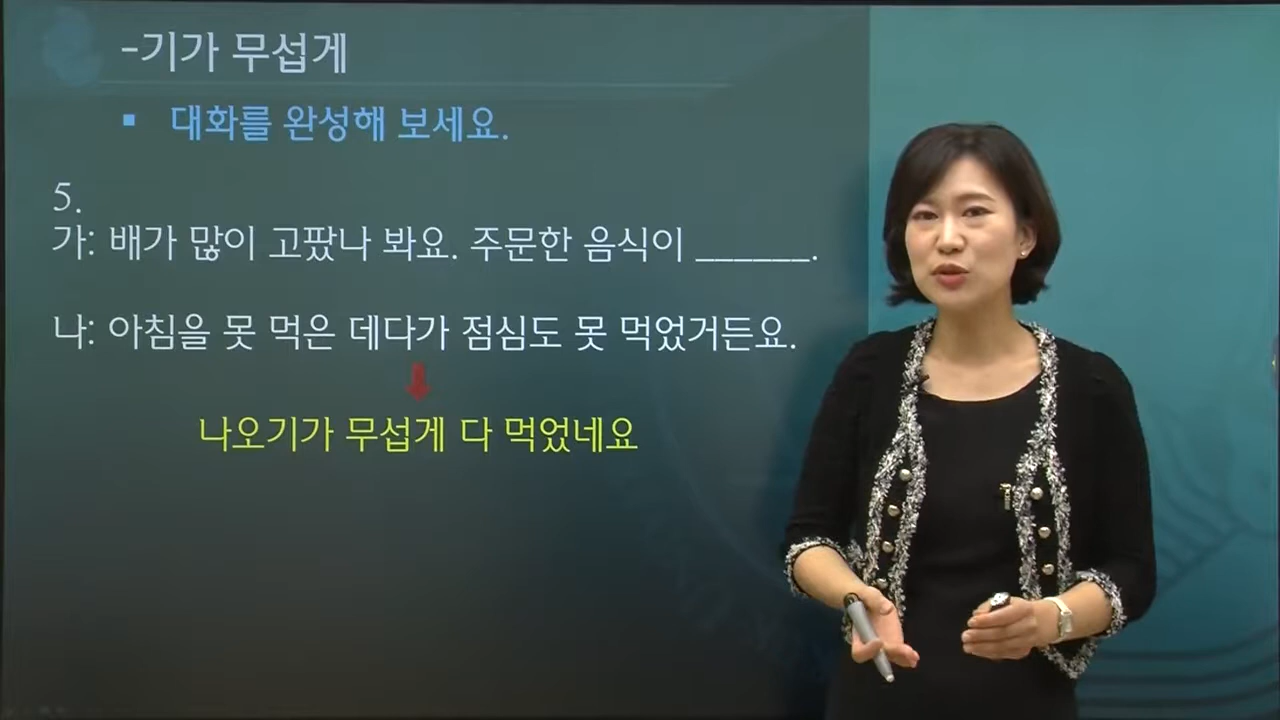 -기가 무섭게
▪ 대화를 완성해 보세요.
5.
가: 배가 많이 고팠나 봐요. 주문한 음식이 ______.
나: 아침을 못 먹은 데다가 점심도 못 먹었거든요.
나오기가 무섭게 다 먹었네요